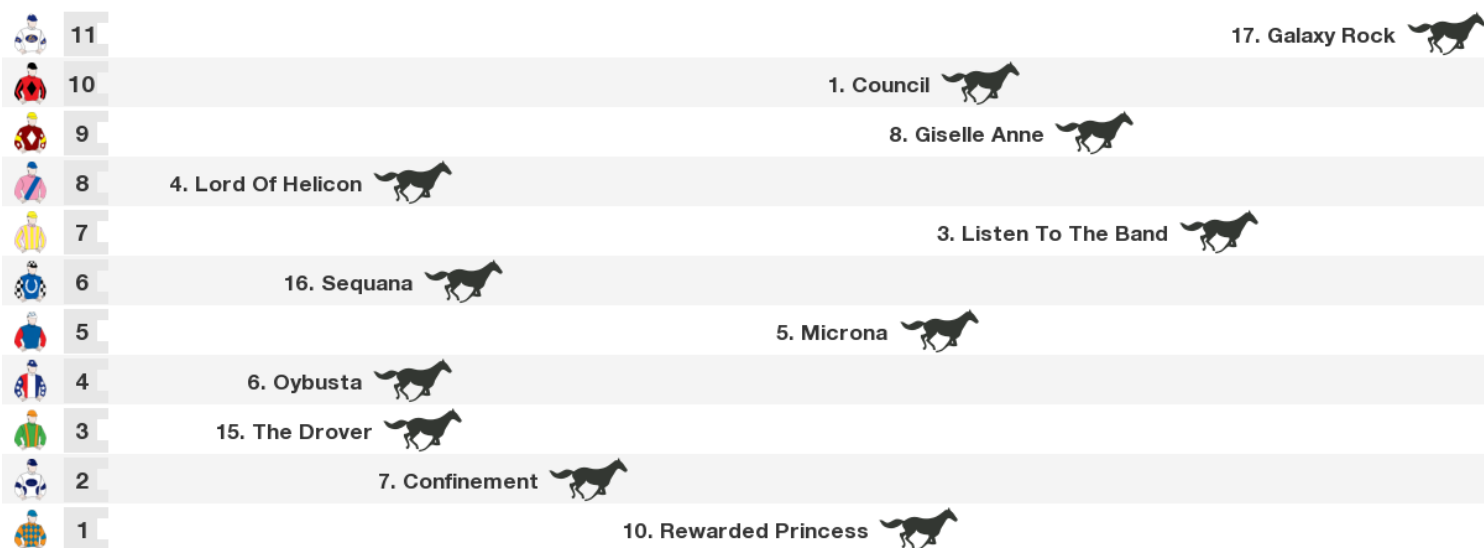 11 17. Galaxy Rock
10 1. Council
9 8. Giselle Anne
8 4. Lord Of Helicon
7 3. Listen To The Band
6 16. Sequana
5 5. Microna
4 6. Oybusta
3 15. The Drover
2 7. Confinement
1 10. Rewarded Princess